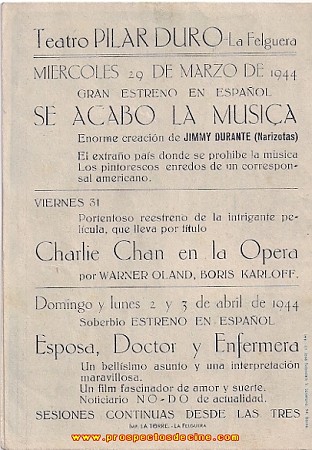 Teatro PILAR DURO-La Felguera
MIERCOLES 29 DE MARZO DE 1944
GRAN ESTRENO EN ESPAÑOL
SE ACABO LA MUSICA
Enorme creación de JIMMY DURANTE (Narizotas)
El extraño país donde se prohibe la música
Los pintorescos enredos de un correspon-
sal americano.
VIERNES 31
Portentoso reestreno de la intrigante pe-
lícula, que lleva por título
Charlie Chan en la Opera
por WARNER OLAND, BORIS KARLOFF.
Domingo y lunes 2 y 3 de abril de 1944
Soberbio ESTRENO EN ESPAÑOL
Esposa, Doctor y Enfermera
Un bellísimo asunto y una interpretación
maravillosa.
Un film fascinador de amor y suerte.
Noticiario NO-DO de actualidad.
SESIONES CONTINUAS DESDE LAS TRES
Imp. LA TORRE.-LA FELGUERA
www.prospectosdecine.com